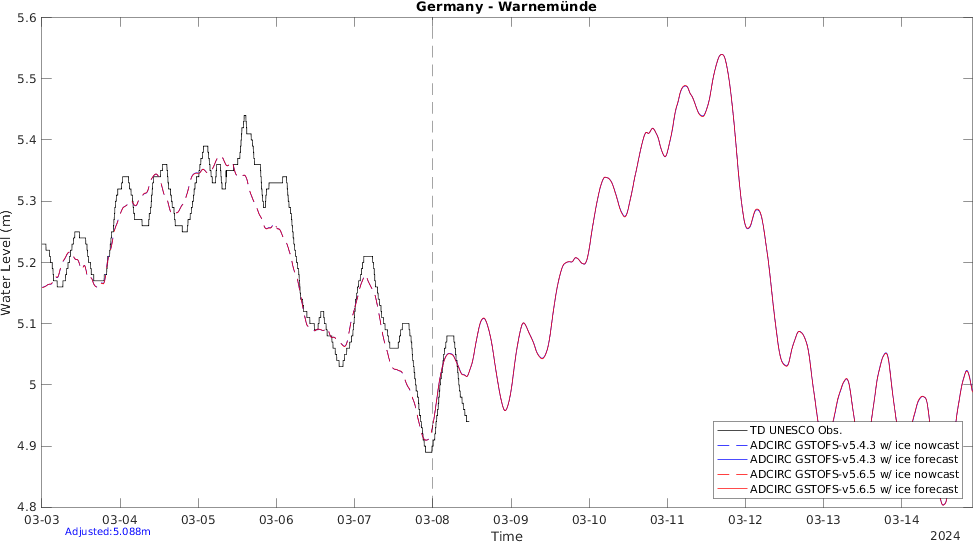 Germany - Warnemünde
5.6
5.5
5.4
5.3
5.2
5.1
5
4.9
4.8
Water Level (m)
TD UNESCO Obs.
ADCIRC GSTOFS-v5.4.3 w/ ice nowcast
ADCIRC GSTOFS-v5.4.3 w/ ice forecast
ADCIRC GSTOFS-v5.6.5 w/ ice nowcast
ADCIRC GSTOFS-v5.6.5 w/ ice forecast
03-03 03-04 03-05 03-06 03-07 03-08 03-09 03-10 03-11 03-12 03-13 03-14
Adjusted:5.088m
Time
2024